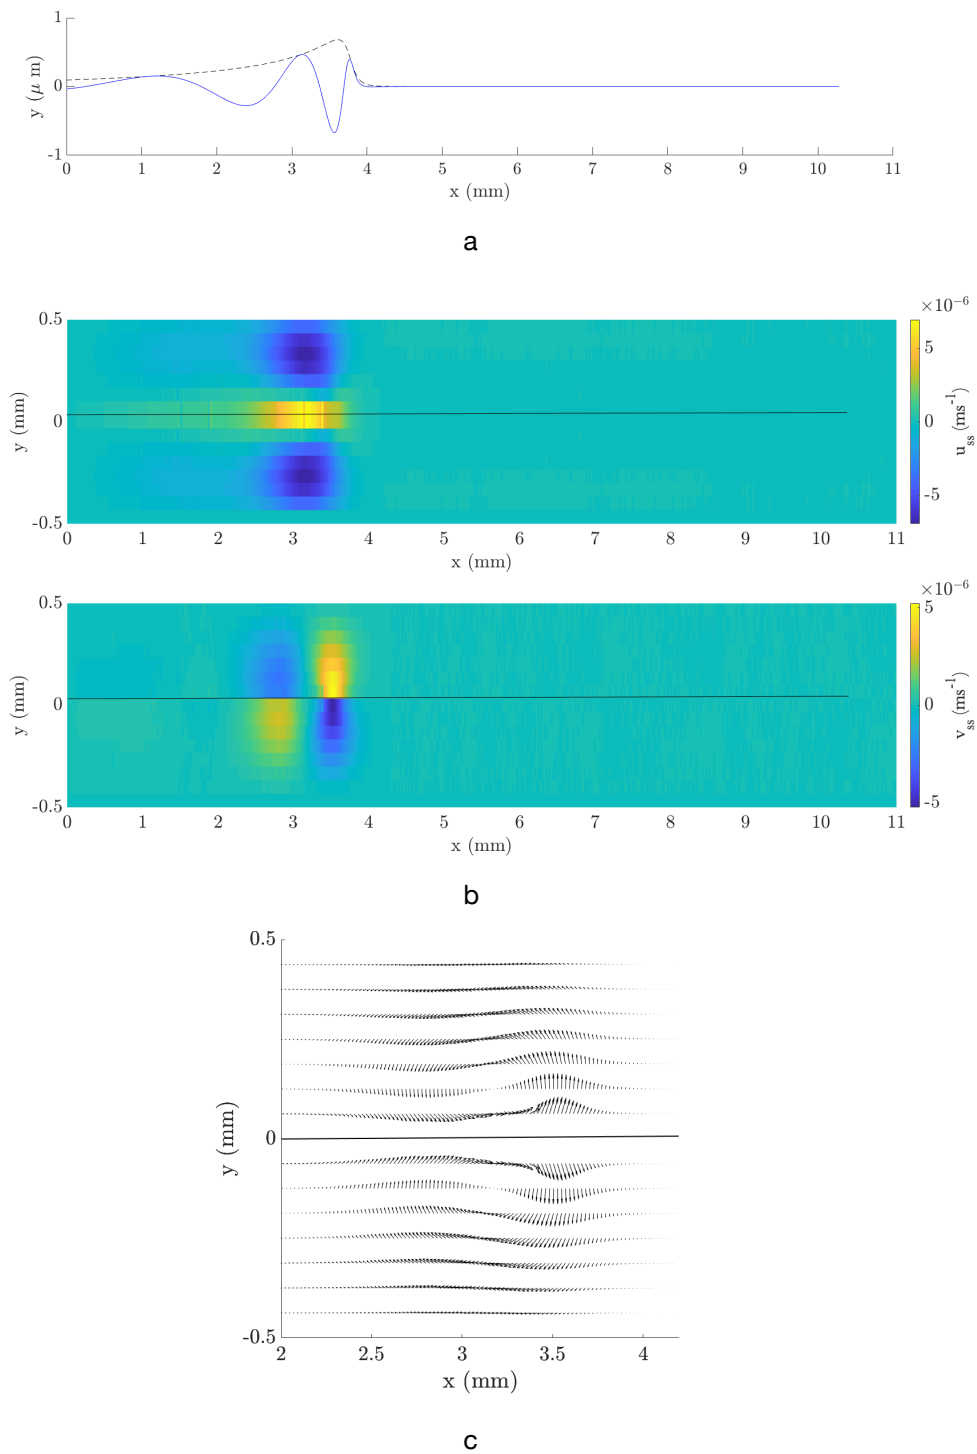 1
0
-1
y (μ m)
0 1 2 3 4 5 6 7 8 9 10 11
x (mm)
a
×10⁻⁶
0.5
0
-0.5
y (mm)
5
0
-5
u_ss (ms⁻¹)
0 1 2 3 4 5 6 7 8 9 10 11
x (mm)
×10⁻⁶
0.5
0
-0.5
y (mm)
5
0
-5
v_ss (ms⁻¹)
0 1 2 3 4 5 6 7 8 9 10 11
x (mm)
b
0.5
0
-0.5
y (mm)
2 2.5 3 3.5 4
x (mm)
c